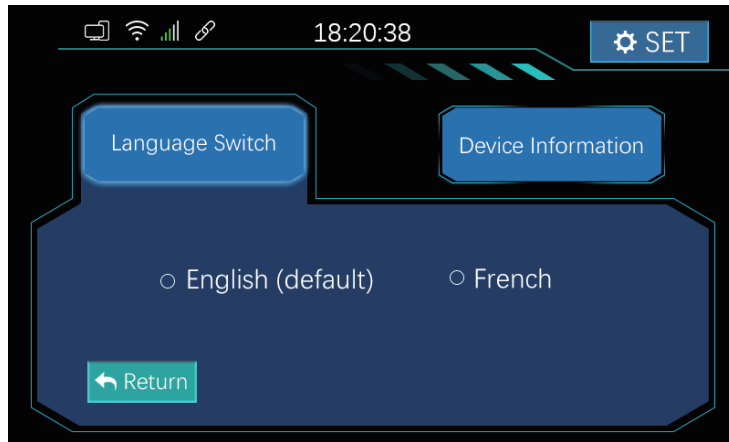 18:20:38
SET
Language Switch
Device Information
English (default)
French
Return